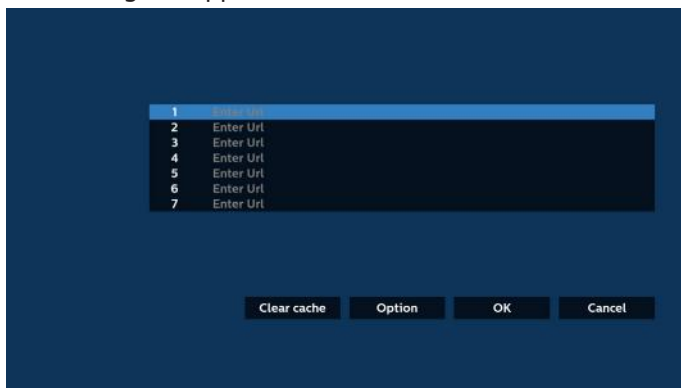 1 Enter Url
2 Enter Url
3 Enter Url
4 Enter Url
5 Enter Url
6 Enter Url
7 Enter Url
Clear cache Option OK Cancel